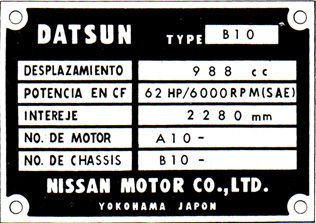 DATSUN TYPE B10
DESPLAZAMIENTO 988 cc
POTENCIA EN CF 62 HP/6000RPM(SAE)
INTEREJE 2280 mm
NO. DE MOTOR A10-
NO. DE CHASSIS B10-
NISSAN MOTOR CO.,LTD.
YOKOHAMA JAPON